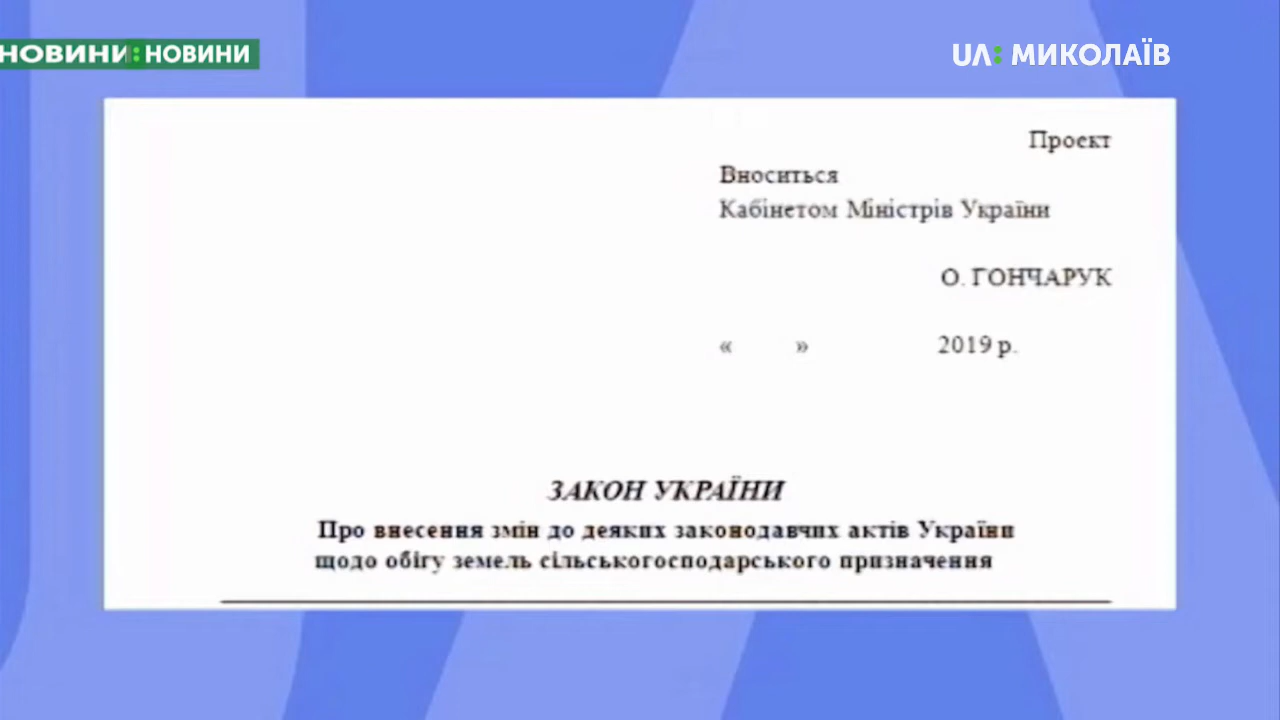 НОВИНИ:НОВИНИ
UA: МИКОЛАЇВ
Проект
Вноситься
Кабінетом Міністрів України
О. ГОНЧАРУК
« » 2019 р.
ЗАКОН УКРАЇНИ
Про внесення змін до деяких законодавчих актів України
щодо обігу земель сільськогосподарського призначення